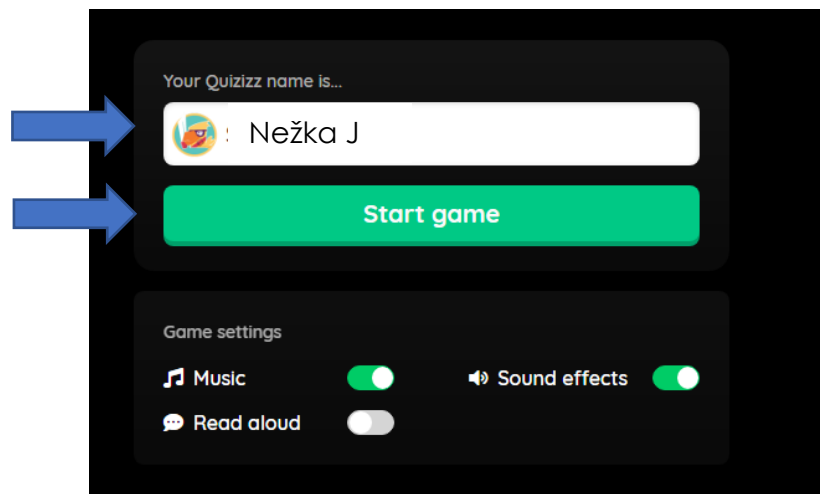 Your Quizizz name is...
Nežka J
Start game
Game settings
Music
Sound effects
Read aloud